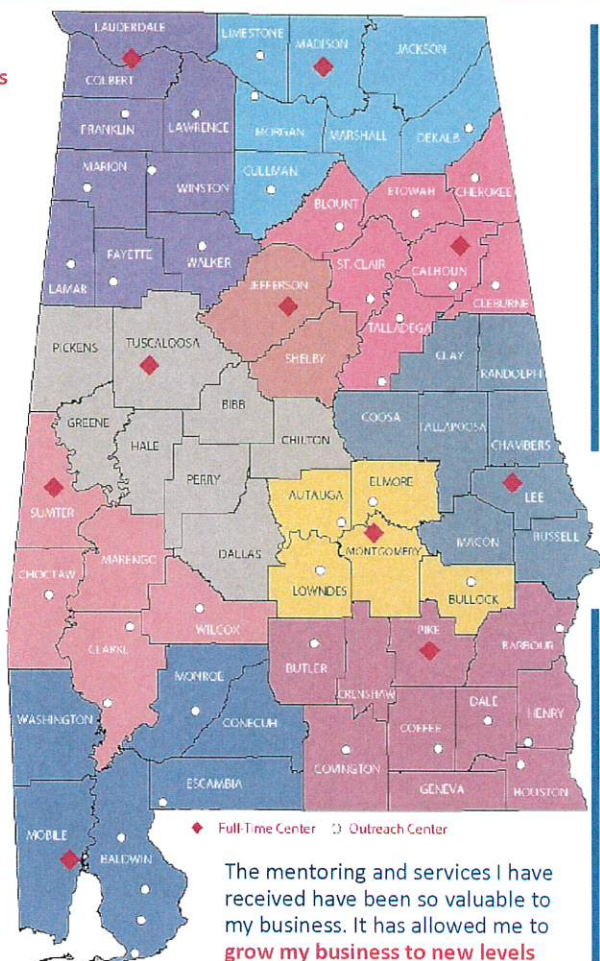 s
LAUDERDALE
LIMESTONE
MADISON
JACKSON
COLBERT
FRANKLIN
LAWRENCE
MORGAN
MARSHALL
DEKALB
MARION
WINSTON
CULLMAN
BLOUNT
ETOWAH
CHEROKEE
LAMAR
FAYETTE
WALKER
JEFFERSON
ST. CLAIR
CALHOUN
CLEBURNE
PICKENS
TUSCALOOSA
SHELBY
TALLADEGA
CLAY
RANDOLPH
GREENE
HALE
BIBB
CHILTON
COOSA
TALLAPOOSA
CHAMBERS
SUMTER
PERRY
AUTAUGA
ELMORE
LEE
MARENGO
DALLAS
MONTGOMERY
MACON
RUSSELL
CHOCTAW
LOWNDES
BULLOCK
CLARKE
WILCOX
BUTLER
CRENSHAW
PIKE
BARBOUR
WASHINGTON
MONROE
CONECUH
COFFEE
DALE
HENRY
ESCAMBIA
COVINGTON
GENEVA
HOUSTON
MOBILE
BALDWIN
Full-Time Center Outreach Center
The mentoring and services I have
received have been so valuable to
my business. It has allowed me to
grow my business to new levels